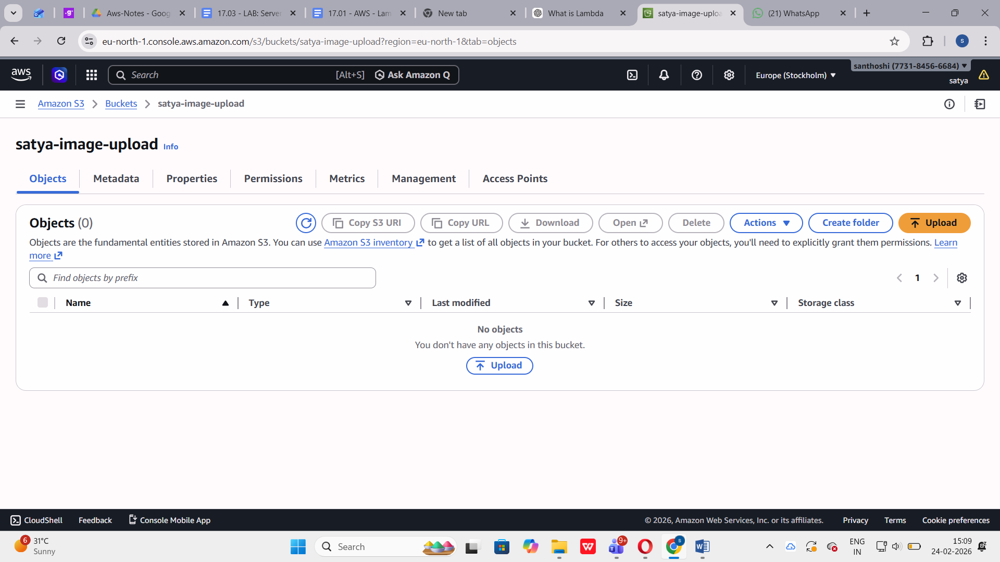 Aws-Notes - Goog
17.03 - LAB: Server
17.01 - AWS - Lam
New tab
What is Lambda
satya-image-uploa
(21) WhatsApp
eu-north-1.console.aws.amazon.com/s3/buckets/satya-image-upload?region=eu-north-1&tab=objects
S
aws
Search
[Alt+S]
Ask Amazon Q
Europe (Stockholm)
santhoshi (7731-8456-6684)
satya
Amazon S3
Buckets
satya-image-upload
satya-image-upload Info
Objects
Metadata
Properties
Permissions
Metrics
Management
Access Points
Objects (0)
Copy S3 URI
Copy URL
Download
Open
Delete
Actions
Create folder
Upload
Objects are the fundamental entities stored in Amazon S3. You can use Amazon S3 inventory to get a list of all objects in your bucket. For others to access your objects, you'll need to explicitly grant them permissions. Learn
more
Find objects by prefix
1
Name
Type
Last modified
Size
Storage class
No objects
You don't have any objects in this bucket.
Upload
CloudShell
Feedback
Console Mobile App
© 2026, Amazon Web Services, Inc. or its affiliates.
Privacy
Terms
Cookie preferences
6
31°C
Sunny
Search
9+
S
ENG
IN
15:09
24-02-2026